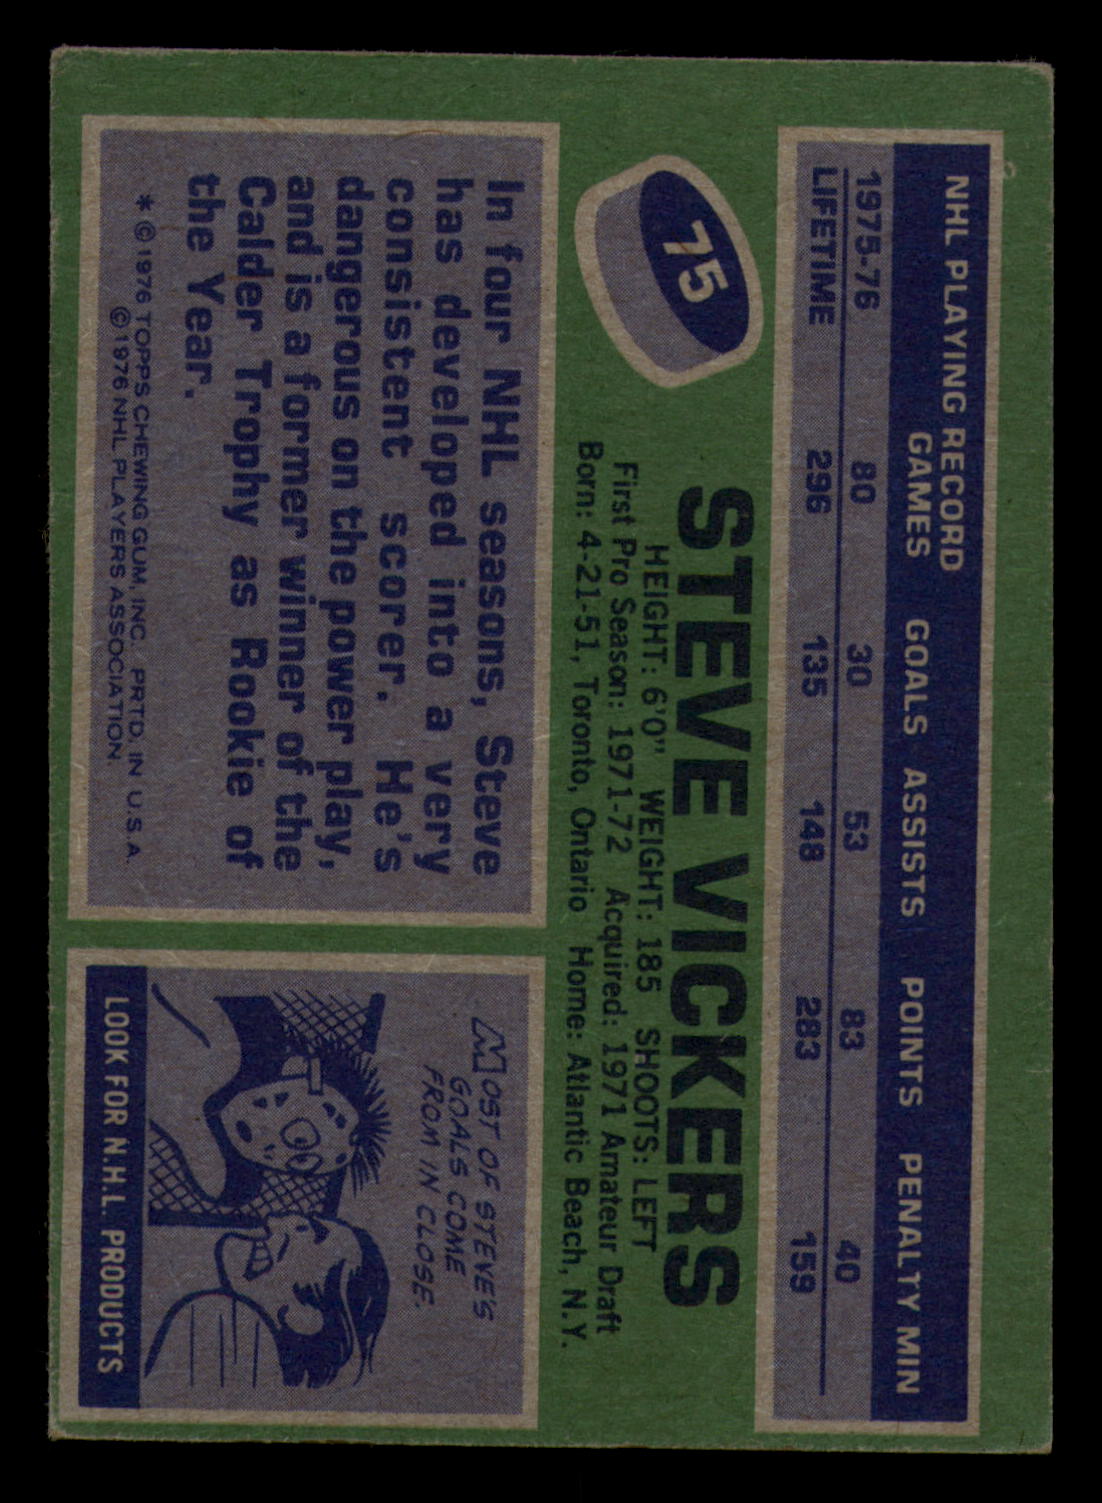 NHL PLAYING RECORD
GAMES GOALS ASSISTS POINTS PENALTY MIN
1975-76 80 30 53 83 40
LIFETIME 296 135 148 283 159
75
STEVE VICKERS
HEIGHT: 6'0" WEIGHT: 185 SHOOTS: LEFT
First Pro Season: 1971-72 Acquired: 1971 Amateur Draft
Born: 4-21-51, Toronto, Ontario Home: Atlantic Beach, N.Y.
In four NHL seasons, Steve
has developed into a very
consistent scorer. He's
dangerous on the power play,
and is a former winner of the
Calder Trophy as Rookie of
the Year.
* ©1976 TOPPS CHEWING GUM, INC. PRTD. IN U.S.A.
©1976 NHL PLAYERS ASSOCIATION.
MOST OF STEVE'S
GOALS COME
FROM IN CLOSE.
LOOK FOR N.H.L. PRODUCTS